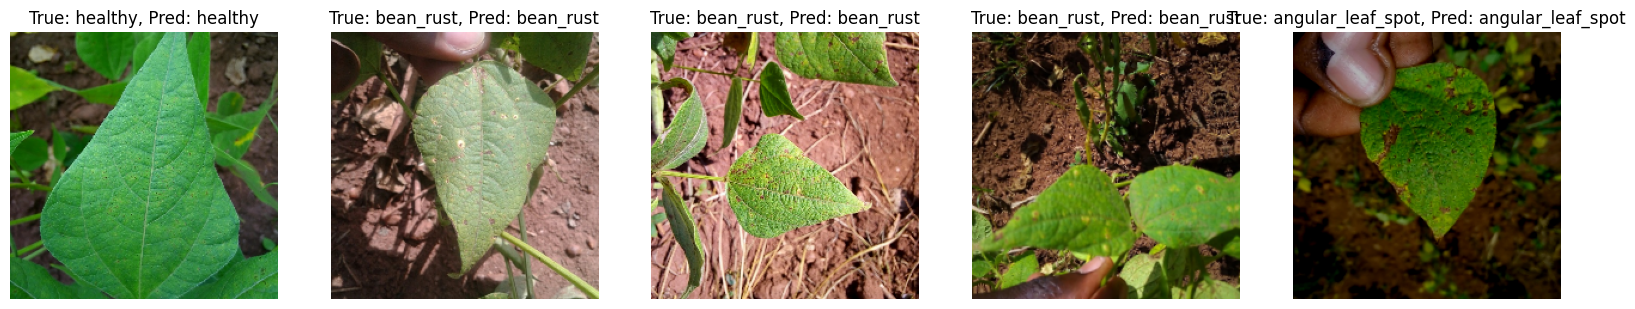 True: healthy, Pred: healthy
True: bean_rust, Pred: bean_rust
True: bean_rust, Pred: bean_rust
True: bean_rust, Pred: bean_rust
True: angular_leaf_spot, Pred: angular_leaf_spot